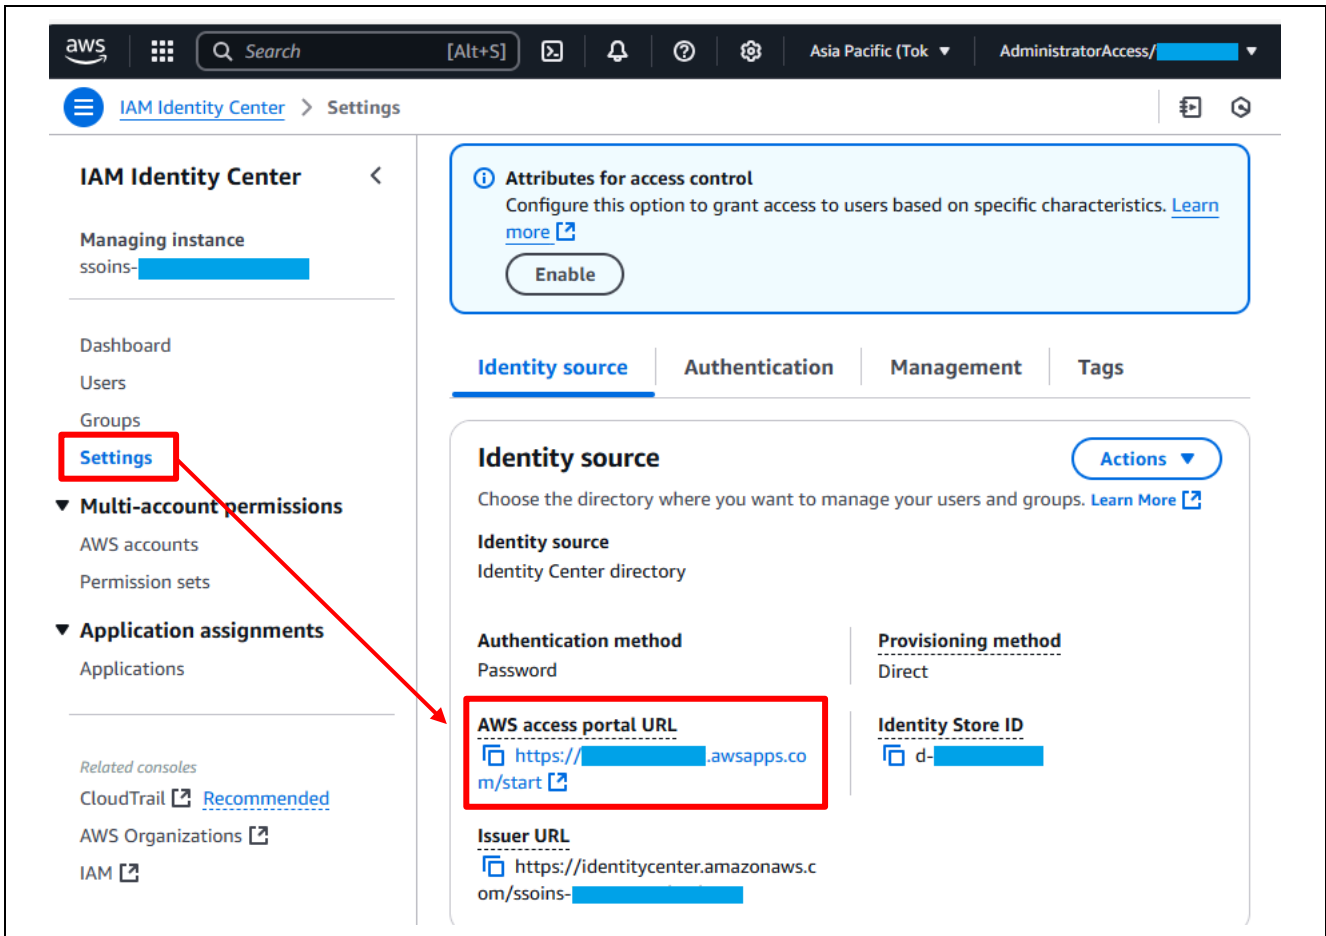 aws
Search [Alt+S]
Asia Pacific (Tok
AdministratorAccess/
IAM Identity Center > Settings
IAM Identity Center
Managing instance
ssoins-
Dashboard
Users
Groups
Settings
Multi-account permissions
AWS accounts
Permission sets
Application assignments
Applications
Related consoles
CloudTrail Recommended
AWS Organizations
IAM
Attributes for access control
Configure this option to grant access to users based on specific characteristics. Learn
more
Enable
Identity source
Authentication
Management
Tags
Identity source
Actions
Choose the directory where you want to manage your users and groups. Learn More
Identity source
Identity Center directory
Authentication method
Password
Provisioning method
Direct
AWS access portal URL
https:// .awsapps.co
m/start
Identity Store ID
d-
Issuer URL
https://identitycenter.amazonaws.c
om/ssoins-